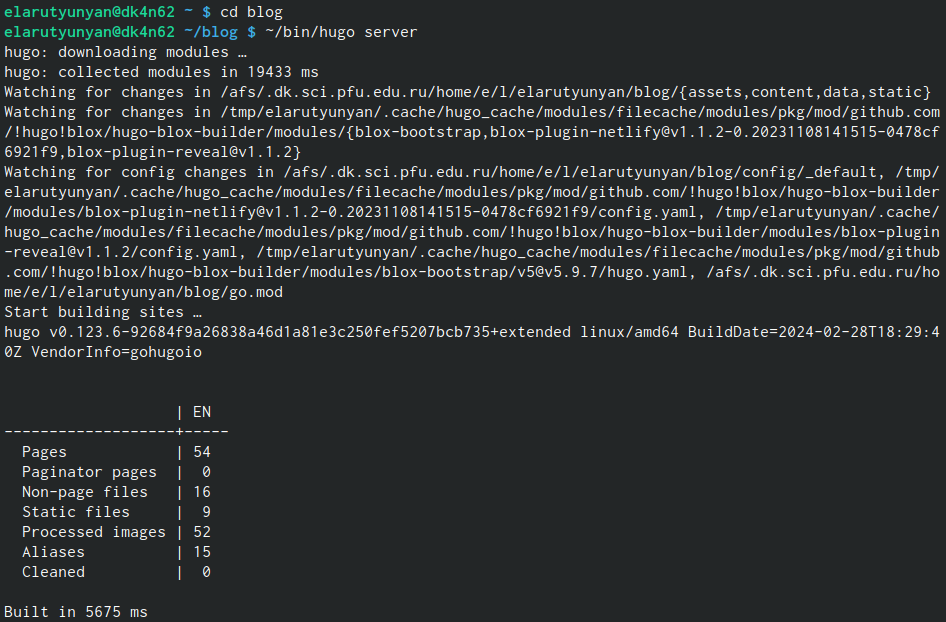 elarutyunyan@dk4n62 ~ $ cd blog
elarutyunyan@dk4n62 ~/blog $ ~/bin/hugo server
hugo: downloading modules …
hugo: collected modules in 19433 ms
Watching for changes in /afs/.dk.sci.pfu.edu.ru/home/e/l/elarutyunyan/blog/{assets,content,data,static}
Watching for changes in /tmp/elarutyunyan/.cache/hugo_cache/modules/filecache/modules/pkg/mod/github.com
/!hugo!blox/hugo-blox-builder/modules/{blox-bootstrap,blox-plugin-netlify@v1.1.2-0.20231108141515-0478cf
6921f9,blox-plugin-reveal@v1.1.2}
Watching for config changes in /afs/.dk.sci.pfu.edu.ru/home/e/l/elarutyunyan/blog/config/_default, /tmp/
elarutyunyan/.cache/hugo_cache/modules/filecache/modules/pkg/mod/github.com/!hugo!blox/hugo-blox-builder
/modules/blox-plugin-netlify@v1.1.2-0.20231108141515-0478cf6921f9/config.yaml, /tmp/elarutyunyan/.cache/
hugo_cache/modules/filecache/modules/pkg/mod/github.com/!hugo!blox/hugo-blox-builder/modules/blox-plugin
-reveal@v1.1.2/config.yaml, /tmp/elarutyunyan/.cache/hugo_cache/modules/filecache/modules/pkg/mod/github
.com/!hugo!blox/hugo-blox-builder/modules/blox-bootstrap/v5@v5.9.7/hugo.yaml, /afs/.dk.sci.pfu.edu.ru/ho
me/e/l/elarutyunyan/blog/go.mod
Start building sites …
hugo v0.123.6-92684f9a26838a46d1a81e3c250fef5207bcb735+extended linux/amd64 BuildDate=2024-02-28T18:29:4
0Z VendorInfo=gohugoio
                   | EN
-------------------+-----
  Pages            | 54
  Paginator pages  |  0
  Non-page files   | 16
  Static files     |  9
  Processed images | 52
  Aliases          | 15
  Cleaned          |  0
Built in 5675 ms